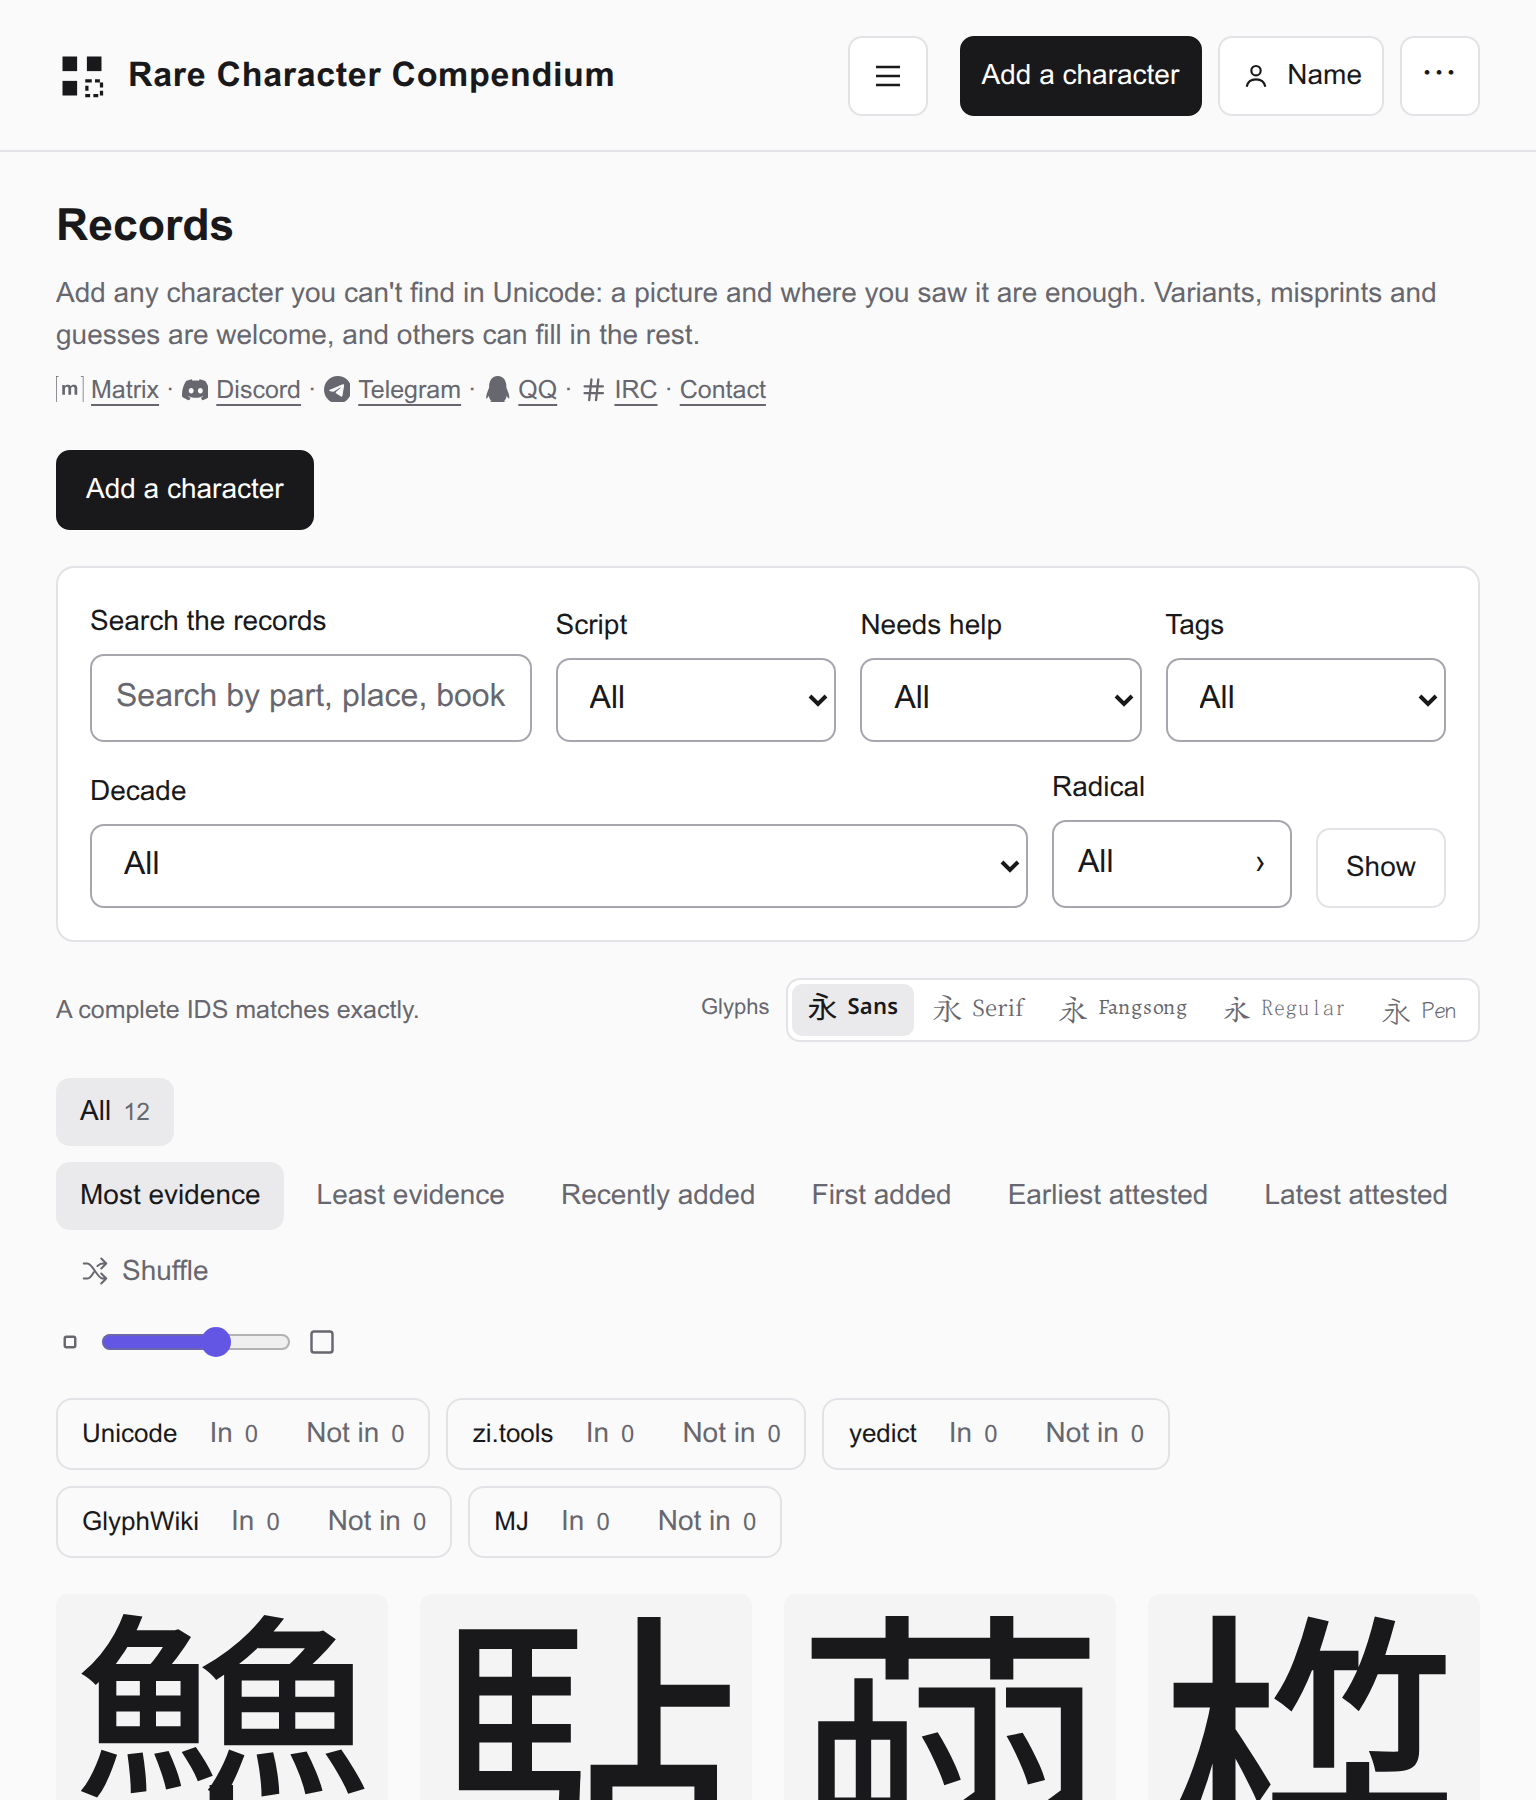 Rare Character Compendium
Add a character
Name
Records
Add any character you can't find in Unicode: a picture and where you saw it are enough. Variants, misprints and
guesses are welcome, and others can fill in the rest.
[m] Matrix · Discord · Telegram · QQ · # IRC · Contact
Add a character
Search the records Script Needs help Tags
Search by part, place, book All All All
Decade Radical
All All › Show
A complete IDS matches exactly. Glyphs 永 Sans 永 Serif 永 Fangsong 永 Regular 永 Pen
All 12
Most evidence Least evidence Recently added First added Earliest attested Latest attested
Shuffle
Unicode In 0 Not in 0 zi.tools In 0 Not in 0 yedict In 0 Not in 0
GlyphWiki In 0 Not in 0 MJ In 0 Not in 0